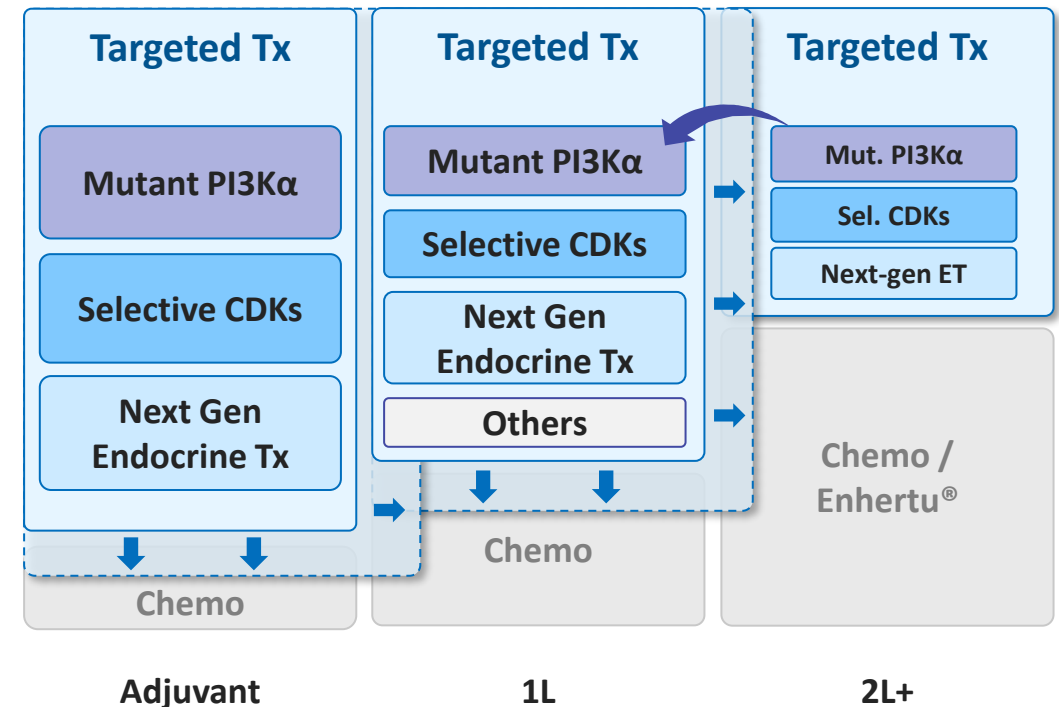 Targeted Tx
Mutant PI3Kα
Selective CDKs
Next Gen
Endocrine Tx
Chemo
Adjuvant
Targeted Tx
Mutant PI3Kα
Selective CDKs
Next Gen
Endocrine Tx
Others
Chemo
1L
Targeted Tx
Mut. PI3Kα
Sel. CDKs
Next-gen ET
Chemo /
Enhertu®
2L+